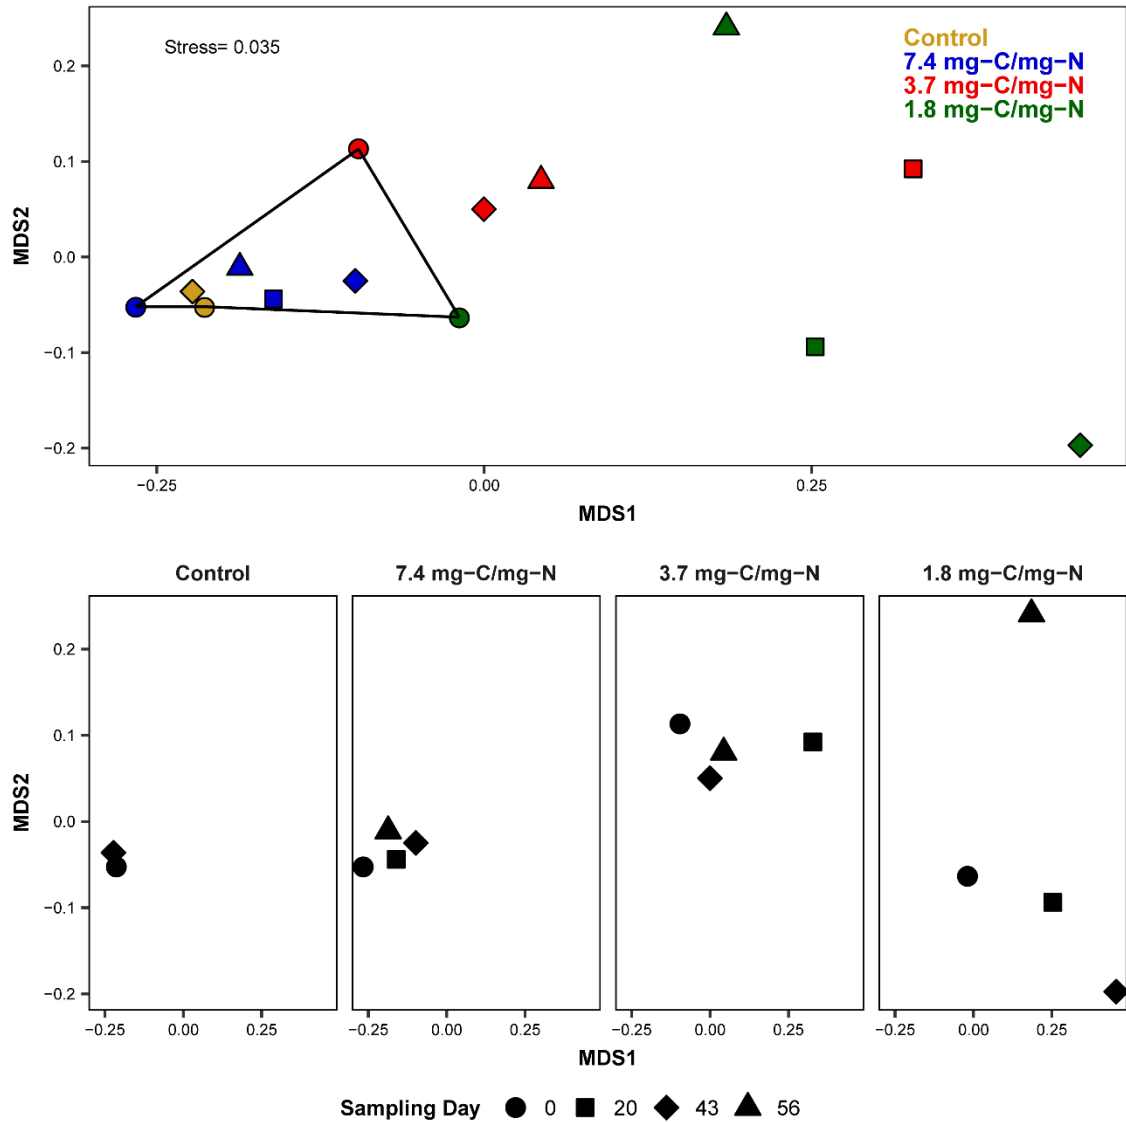 Stress= 0.035
Control
7.4 mg−C/mg−N
3.7 mg−C/mg−N
1.8 mg−C/mg−N
MDS2
0.2
0.1
0.0
−0.1
−0.2
−0.25 0.00 0.25
MDS1
Control 7.4 mg−C/mg−N 3.7 mg−C/mg−N 1.8 mg−C/mg−N
MDS2
0.2
0.1
0.0
−0.1
−0.2
−0.25 0.00 0.25 −0.25 0.00 0.25 −0.25 0.00 0.25 −0.25 0.00 0.25
MDS1
Sampling Day 0 20 43 56